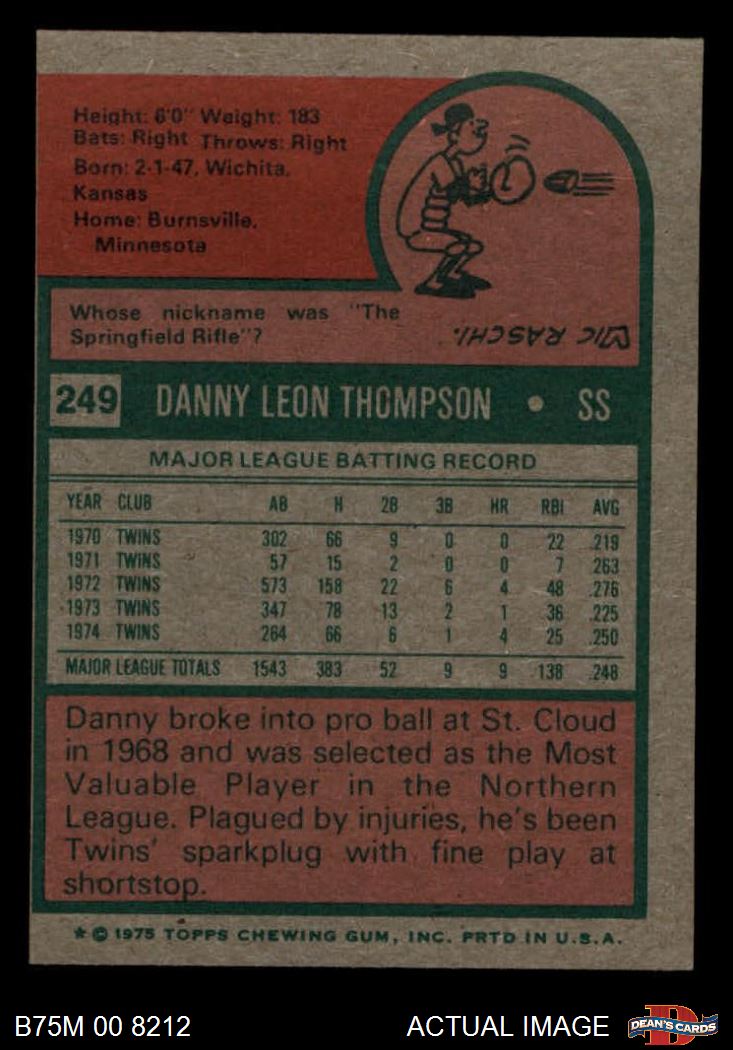 Height: 6'0" Weight: 183
Bats: Right Throws: Right
Born: 2-1-47, Wichita,
Kansas
Home: Burnsville,
Minnesota
Whose nickname was "The
Springfield Rifle"?
VIC RASCHI.
249 DANNY LEON THOMPSON • SS
MAJOR LEAGUE BATTING RECORD
YEAR CLUB AB H 2B 3B HR RBI AVG
1970 TWINS 302 66 9 0 0 22 .219
1971 TWINS 57 15 2 0 0 7 .263
1972 TWINS 573 158 22 6 4 48 .276
1973 TWINS 347 78 13 2 1 36 .225
1974 TWINS 264 66 6 1 4 25 .250
MAJOR LEAGUE TOTALS 1543 383 52 9 9 138 .248
Danny broke into pro ball at St. Cloud
in 1968 and was selected as the Most
Valuable Player in the Northern
League. Plagued by injuries, he's been
Twins' sparkplug with fine play at
shortstop.
* © 1975 TOPPS CHEWING GUM, INC. PRTD IN U.S.A.
B75M 00 8212 ACTUAL IMAGE DEAN'S CARDS